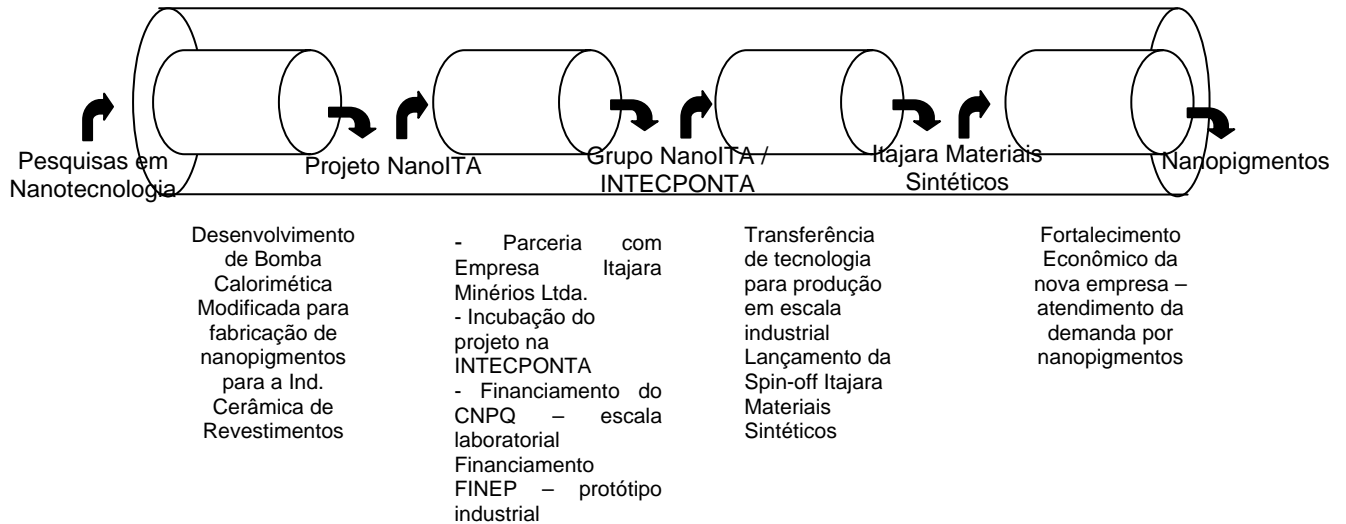 Pesquisas em
Nanotecnologia
Projeto NanoITA
Grupo NanoITA /
INTECPONTA
Itajara Materiais
Sintéticos
Nanopigmentos
Desenvolvimento
de Bomba
Calorimética
Modificada para
fabricação de
nanopigmentos
para a Ind.
Cerâmica de
Revestimentos
- Parceria com
Empresa Itajara
Minérios Ltda.
- Incubação do
projeto na
INTECPONTA
- Financiamento do
CNPQ – escala
laboratorial
Financiamento
FINEP – protótipo
industrial
Transferência
de tecnologia
para produção
em escala
industrial
Lançamento da
Spin-off Itajara
Materiais
Sintéticos
Fortalecimento
Econômico da
nova empresa –
atendimento da
demanda por
nanopigmentos